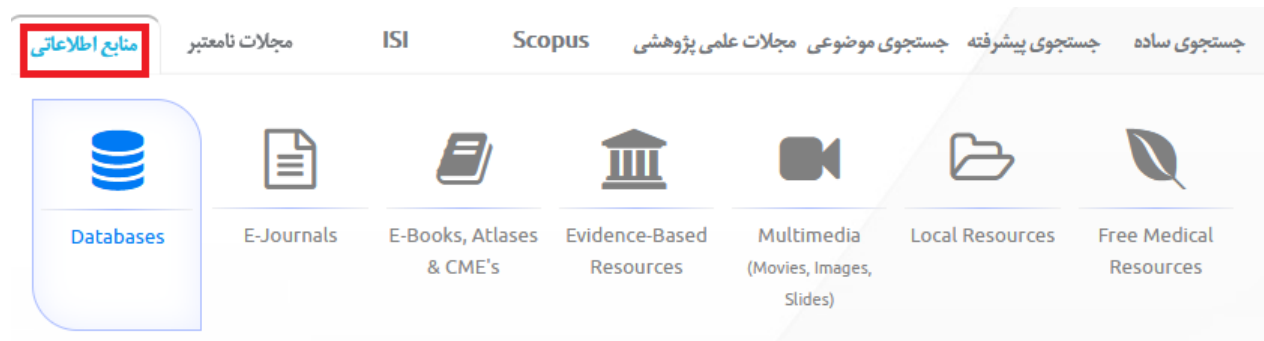 جستجوی ساده جستجوی پیشرفته جستجوی موضوعی مجلات علمی پژوهشی Scopus ISI مجلات نامعتبر منابع اطلاعاتی
Databases E-Journals E-Books, Atlases Evidence-Based Multimedia Local Resources Free Medical
& CME's Resources (Movies, Images, Resources
Slides)